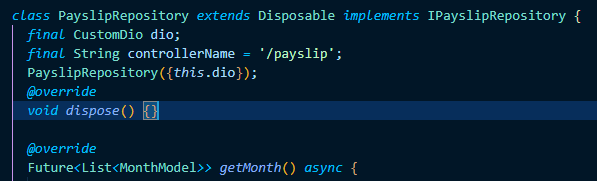 class PayslipRepository extends Disposable implements IPayslipRepository {
final CustomDio dio;
final String controllerName = '/payslip';
PayslipRepository({this.dio});
@override
void dispose() {}
@override
Future<List<MonthModel>> getMonth() async {